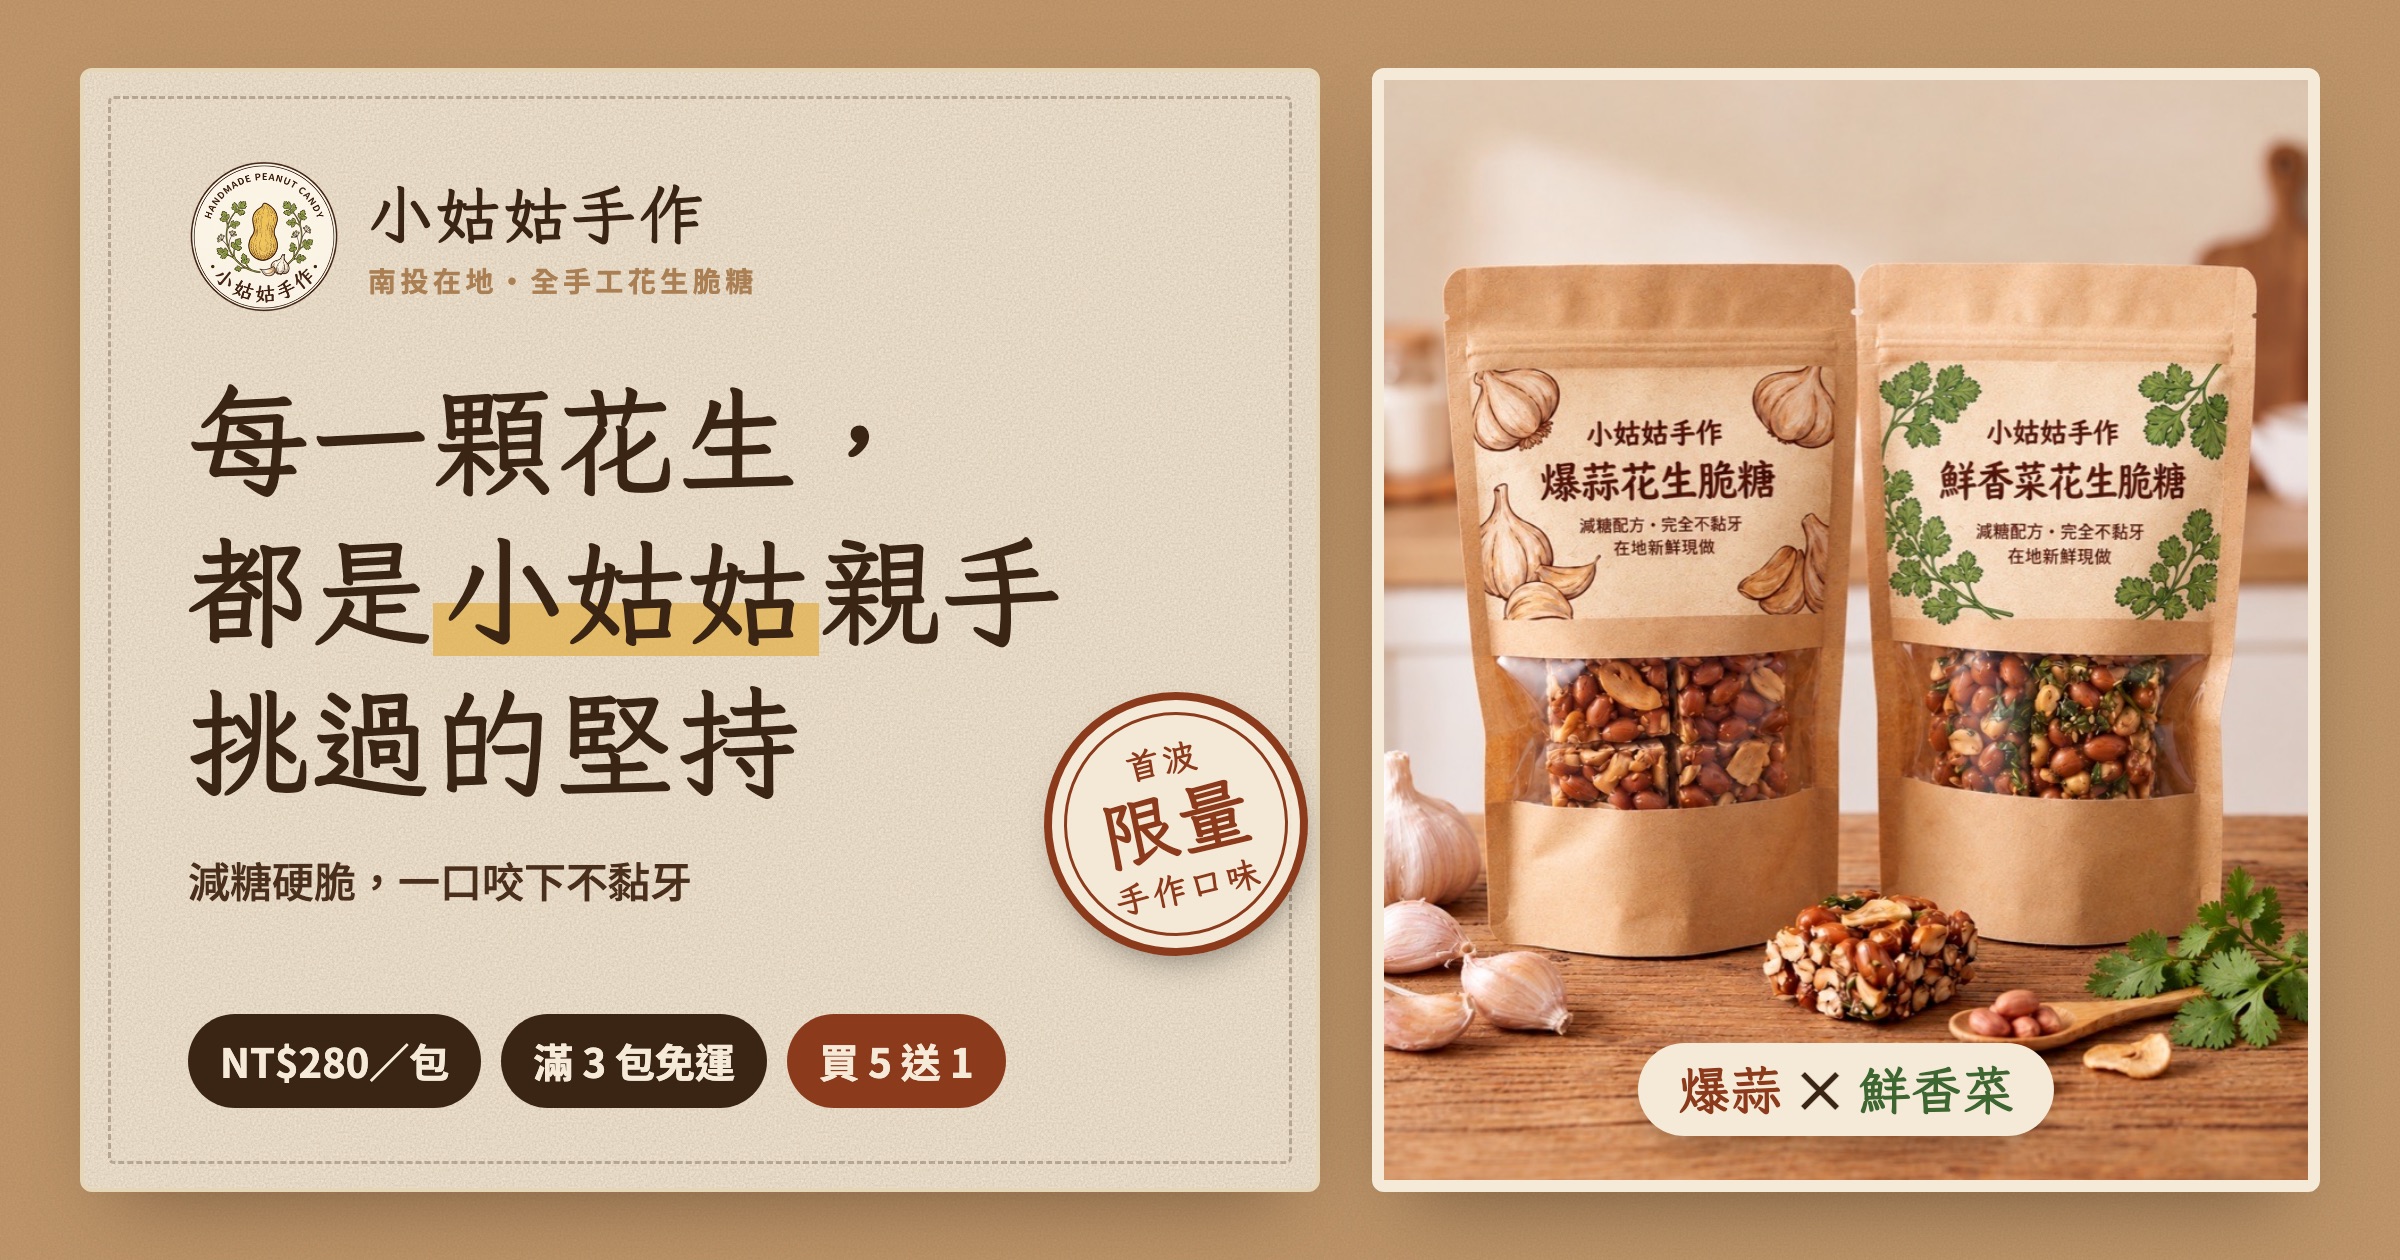 HANDMADE PEANUT CANDY
小姑姑手作
小姑姑手作
南投在地・全手工花生脆糖
每一顆花生，
都是小姑姑親手
挑過的堅持
減糖硬脆，一口咬下不黏牙
首波
限量
手作口味
NT$280／包
滿 3 包免運
買 5 送 1
小姑姑手作
爆蒜花生脆糖
減糖配方・完全不黏牙
在地新鮮現做
小姑姑手作
鮮香菜花生脆糖
減糖配方・完全不黏牙
在地新鮮現做
爆蒜 × 鮮香菜